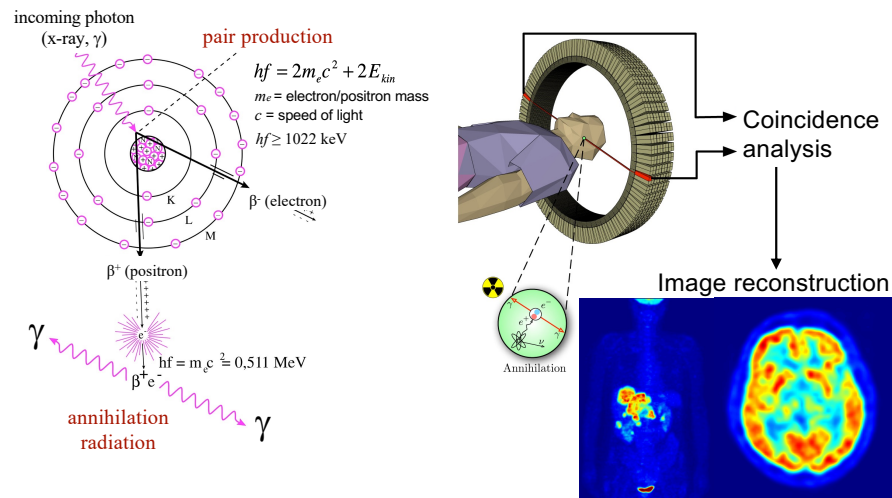 incoming photon
(x-ray, γ)
pair production
hf = 2mₑc² + 2E_kin
mₑ = electron/positron mass
c = speed of light
hf ≥ 1022 keV
K
L
M
β- (electron)
β+ (positron)
e-
hf = mₑc² = 0,511 MeV
β+e-
γ
γ
annihilation
radiation
Coincidence
analysis
Image reconstruction
γ
e−
e+
γ
ν
Annihilation